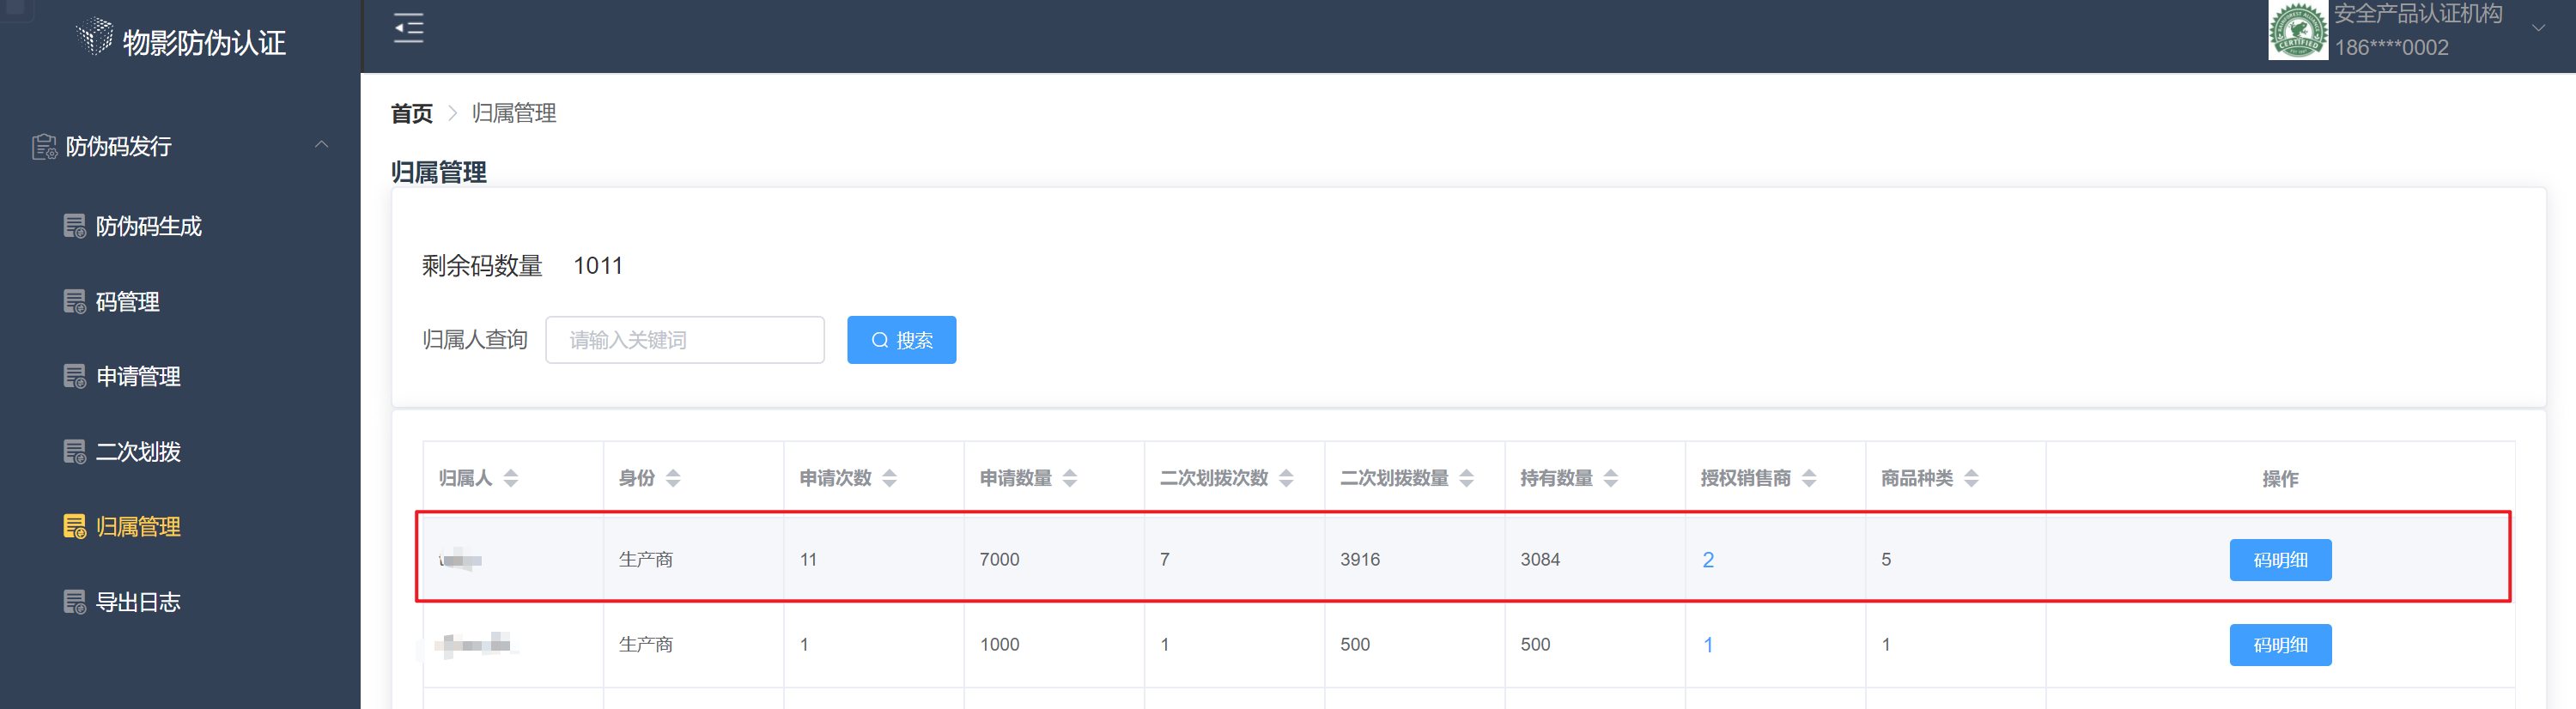 物影防伪认证
安全产品认证机构
186****0002
防伪码发行
防伪码生成
码管理
申请管理
二次划拨
归属管理
导出日志
首页 > 归属管理
归属管理
剩余码数量 1011
归属人查询 请输入关键词 搜索
归属人 身份 申请次数 申请数量 二次划拨次数 二次划拨数量 持有数量 授权销售商 商品种类 操作
生产商 11 7000 7 3916 3084 2 5 码明细
生产商 1 1000 1 500 500 1 1 码明细